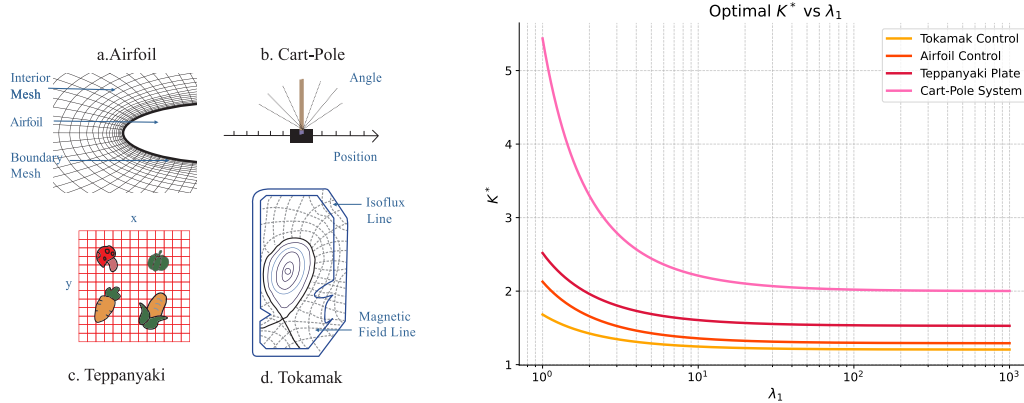 a.Airfoil
Interior
Mesh
Airfoil
Boundary
Mesh
b. Cart-Pole
Angle
Position
x
y
c. Teppanyaki
Isoflux
Line
Magnetic
Field Line
d. Tokamak
Optimal K* vs λ₁
Tokamak Control
Airfoil Control
Teppanyaki Plate
Cart-Pole System
K*
5
4
3
2
1
10⁰ 10¹ 10² 10³
λ₁